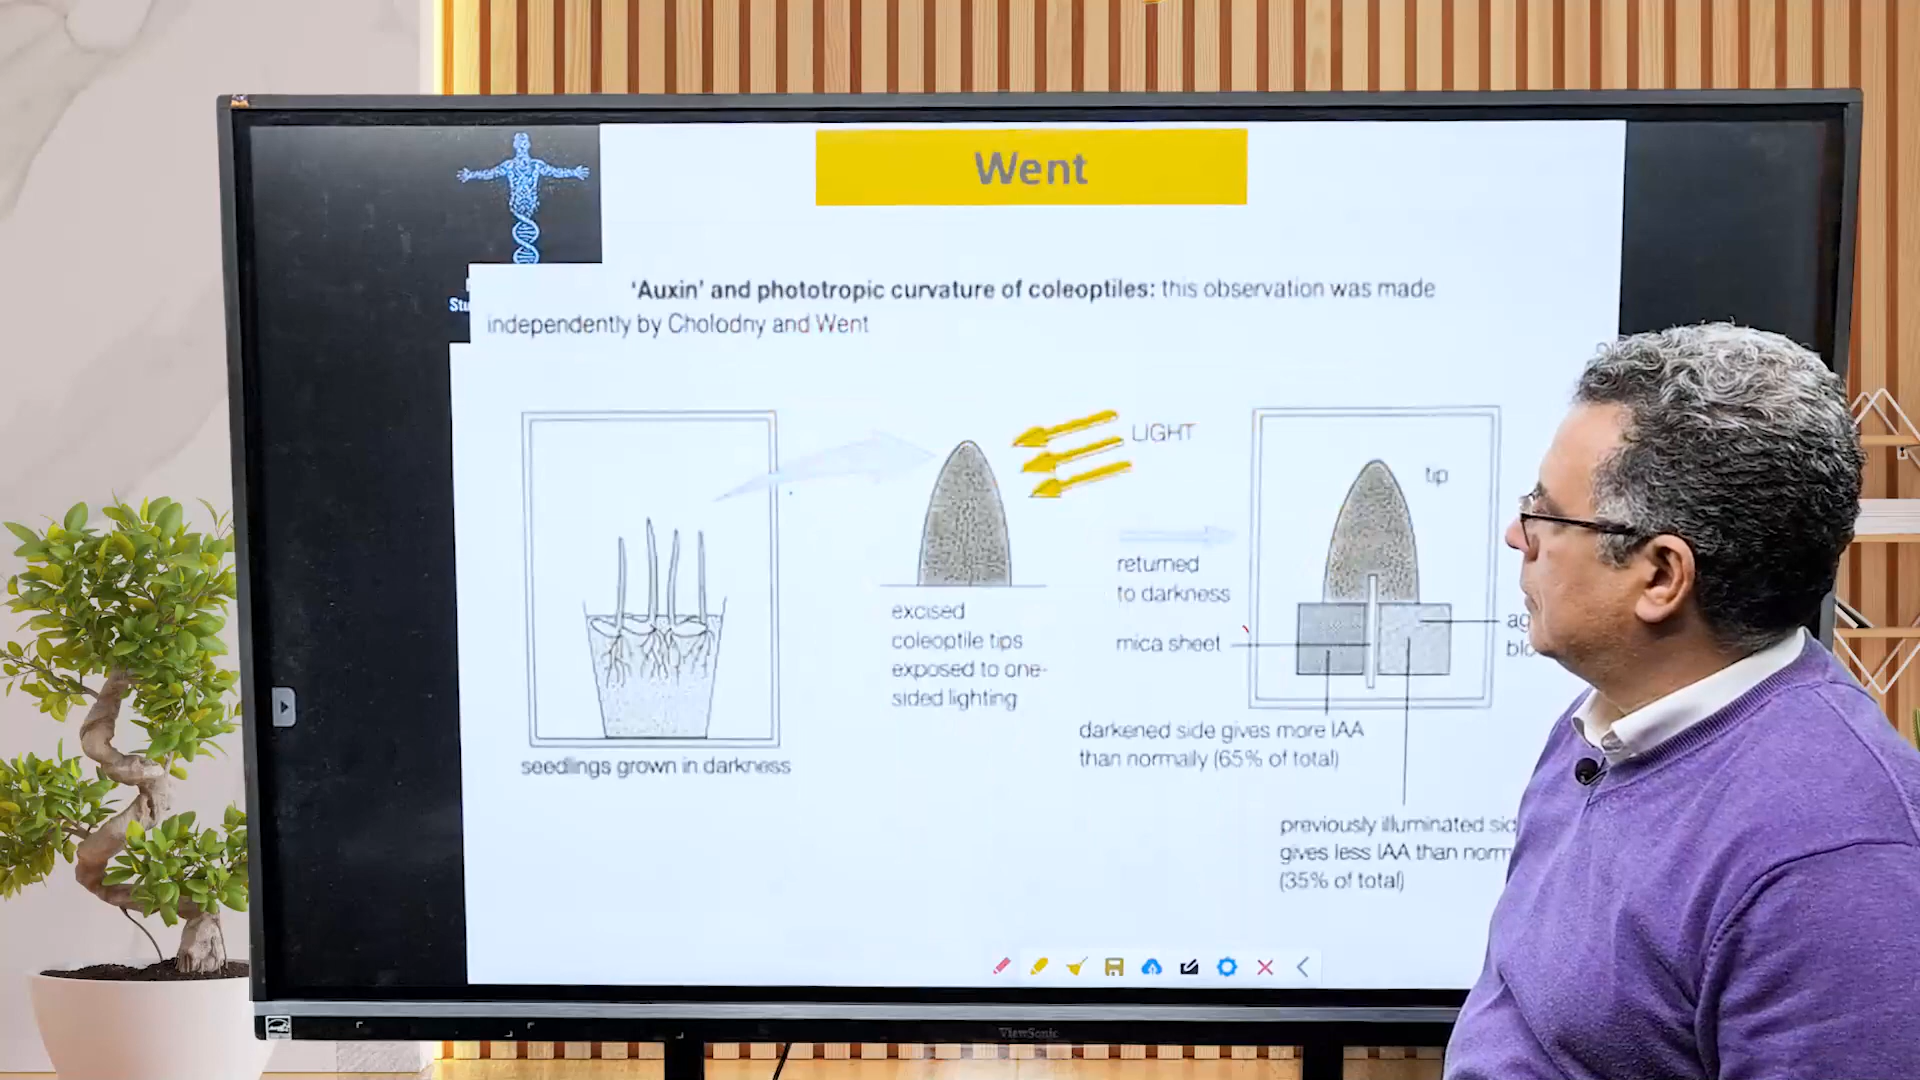 Went
'Auxin' and phototropic curvature of coleoptiles: this observation was made
independently by Cholodny and Went
LIGHT
tip
returned
to darkness
mica sheet
excised
coleoptile tips
exposed to one-
sided lighting
seedlings grown in darkness
darkened side gives more IAA
than normally (65% of total)
previously illuminated
gives less IAA than
(35% of total)
ViewSonic